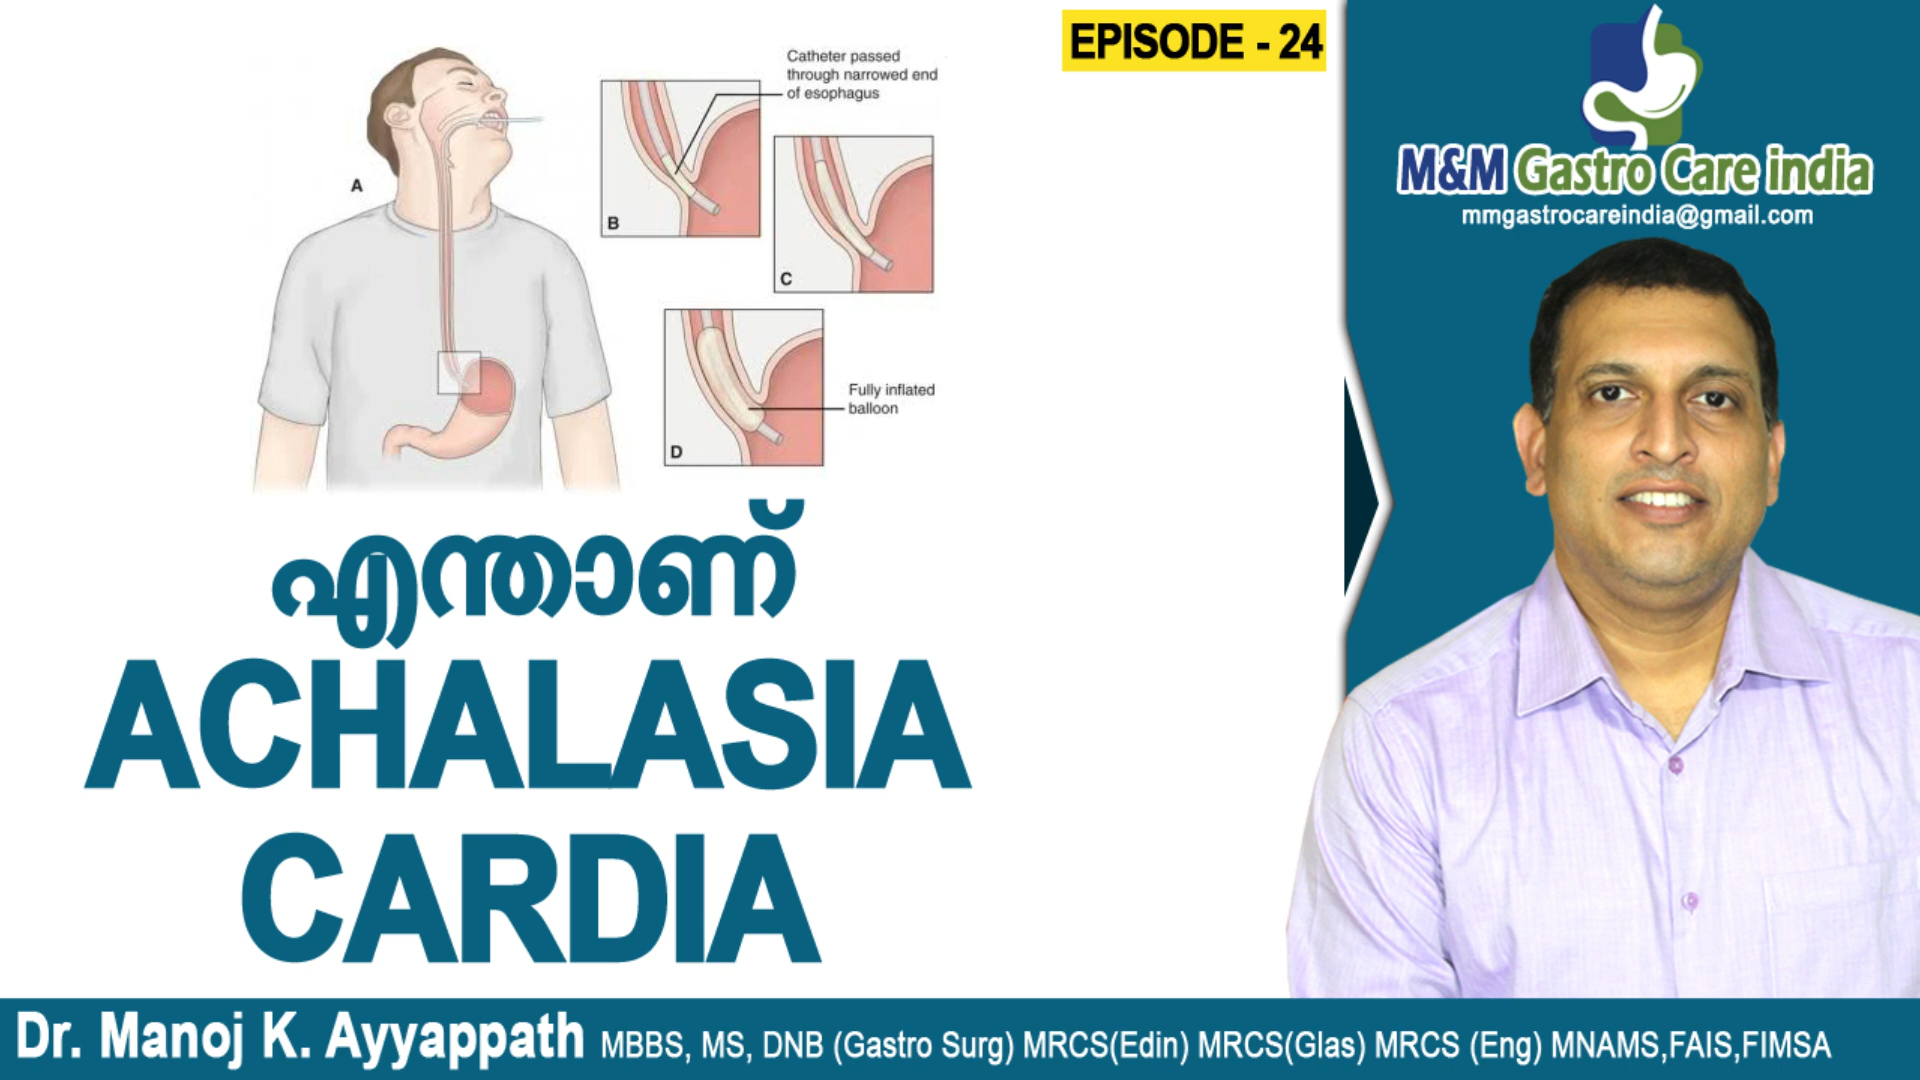 EPISODE - 24
M&M Gastro Care india
mmgastrocareindia@gmail.com
Catheter passed
through narrowed end
of esophagus
A
B
C
Fully inflated
balloon
D
എന്താണ്
ACHALASIA
CARDIA
Dr. Manoj K. Ayyappath MBBS, MS, DNB (Gastro Surg) MRCS(Edin) MRCS(Glas) MRCS (Eng) MNAMS,FAIS,FIMSA